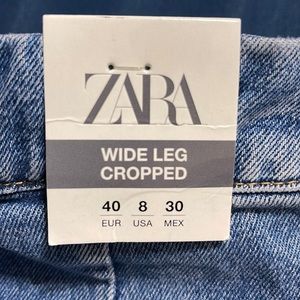 ZARA
WIDE LEG
CROPPED
40 8 30
EUR USA MEX